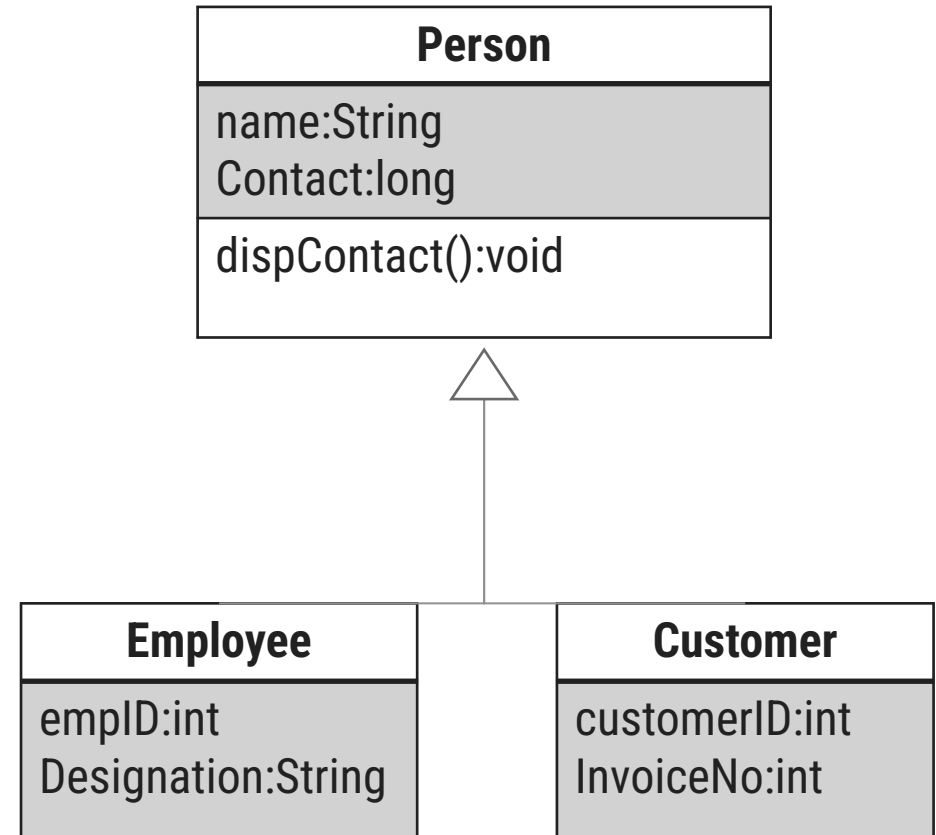 Person
name:String
Contact:long
dispContact():void
Employee
empID:int
Designation:String
Customer
customerID:int
InvoiceNo:int